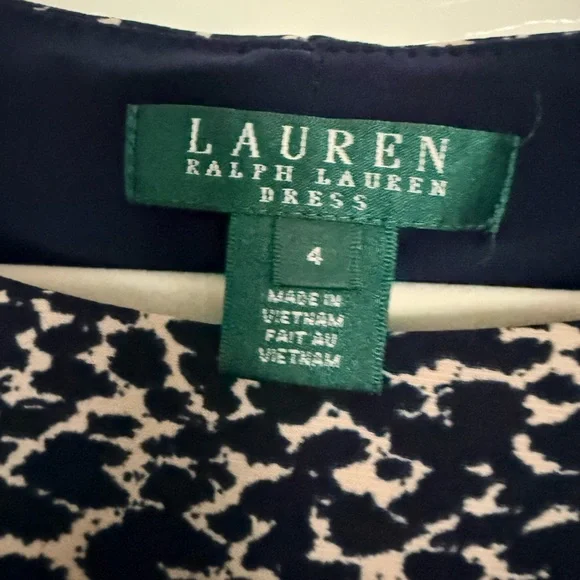 LAUREN
RALPH LAUREN
DRESS
4
MADE IN
VIETNAM
FAIT AU
VIETNAM